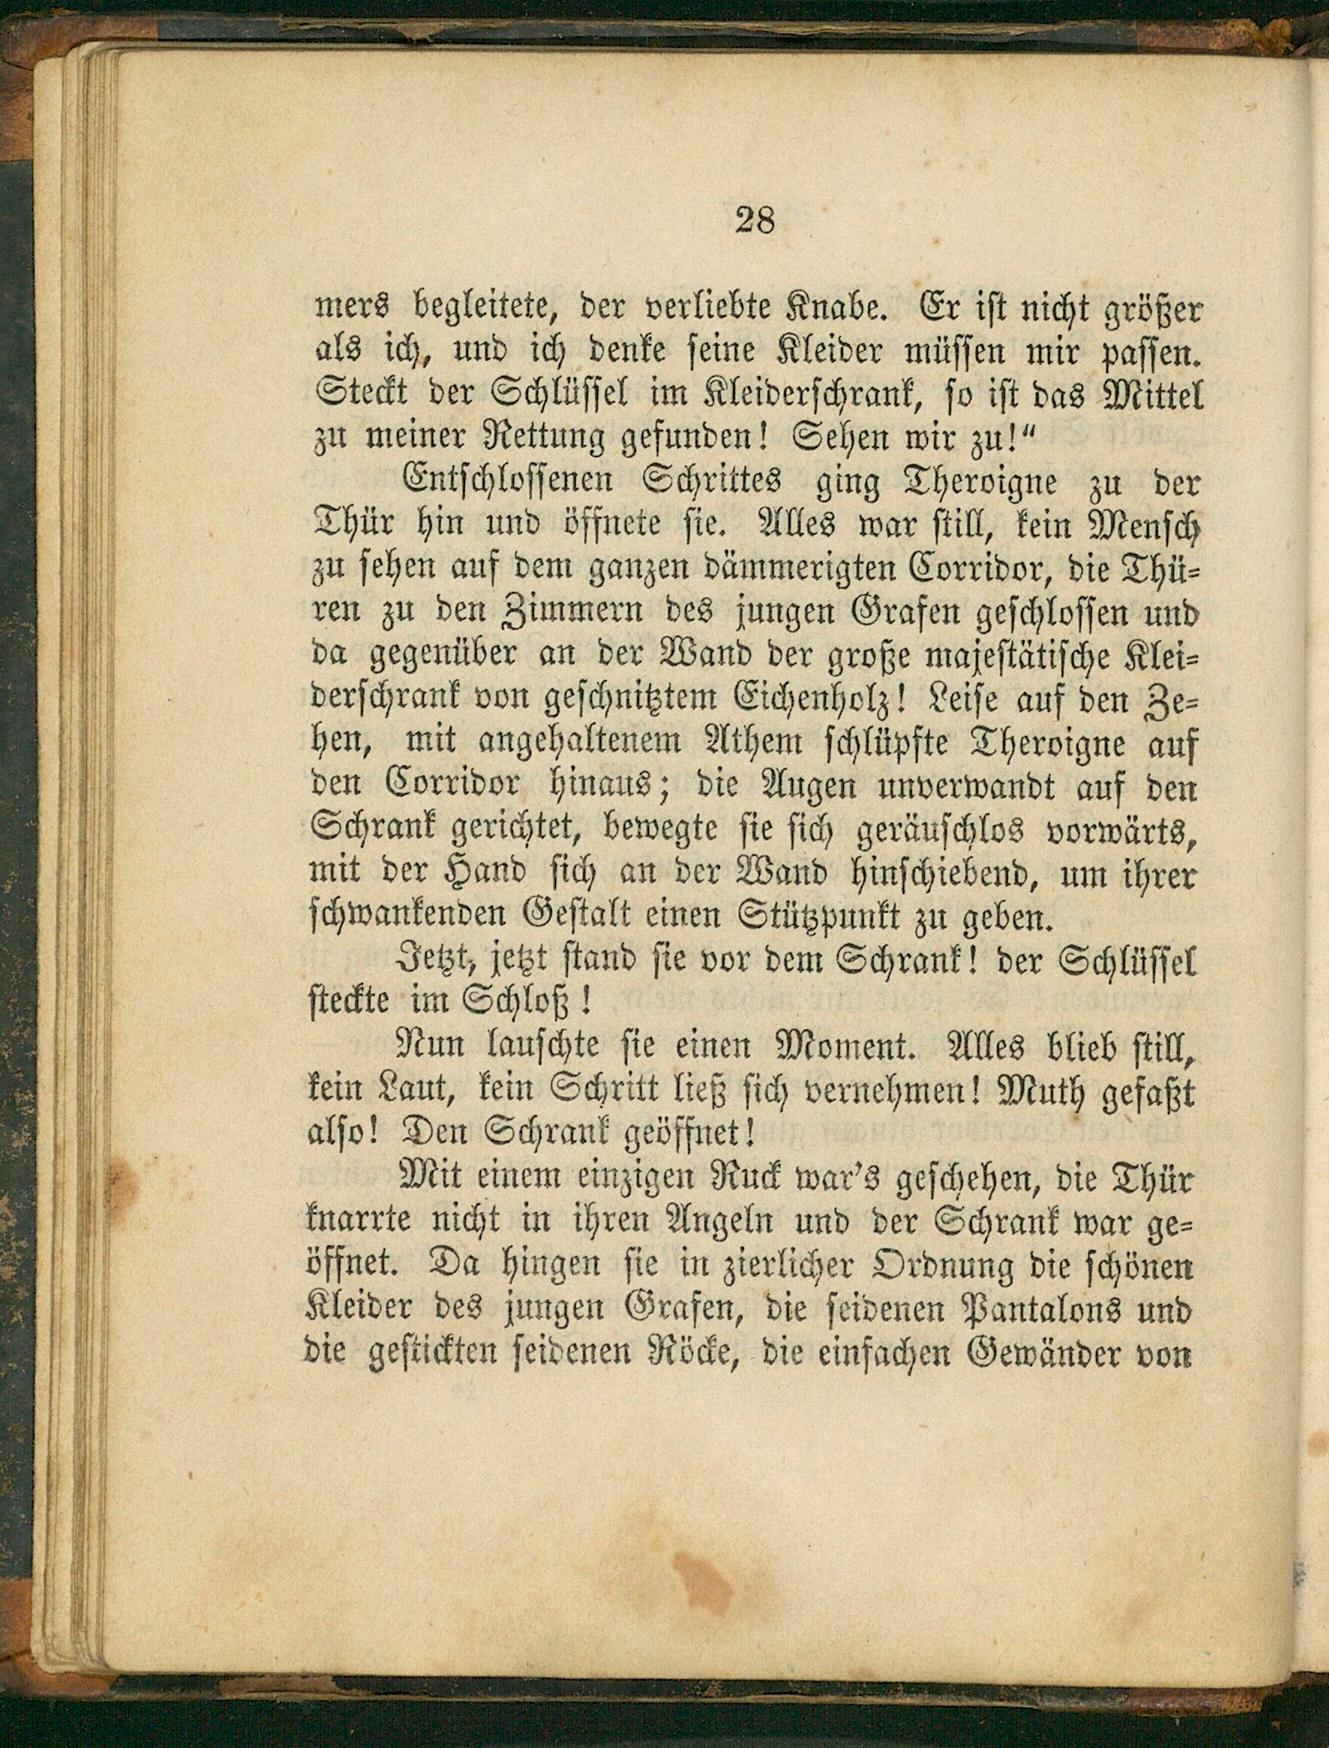 28
mers begleitete, der verliebte Knabe. Er ist nicht größer
als ich, und ich denke seine Kleider müssen mir passen.
Steckt der Schlüssel im Kleiderschrank, so ist das Mittel
zu meiner Rettung gefunden! Sehen wir zu!“
Entschlossenen Schrittes ging Theroigne zu der
Thür hin und öffnete sie. Alles war still, kein Mensch
zu sehen auf dem ganzen dämmerigten Corridor, die Thü-
ren zu den Zimmern des jungen Grafen geschlossen und
da gegenüber an der Wand der große majestätische Klei-
derschrank von geschnitztem Eichenholz! Leise auf den Ze-
hen, mit angehaltenem Athem schlüpfte Theroigne auf
den Corridor hinaus; die Augen unverwandt auf den
Schrank gerichtet, bewegte sie sich geräuschlos vorwärts,
mit der Hand sich an der Wand hinschiebend, um ihrer
schwankenden Gestalt einen Stützpunkt zu geben.
Jetzt, jetzt stand sie vor dem Schrank! der Schlüssel
steckte im Schloß!
Nun lauschte sie einen Moment. Alles blieb still,
kein Laut, kein Schritt ließ sich vernehmen! Muth gefaßt
also! Den Schrank geöffnet!
Mit einem einzigen Ruck war's geschehen, die Thür
knarrte nicht in ihren Angeln und der Schrank war ge-
öffnet. Da hingen sie in zierlicher Ordnung die schönen
Kleider des jungen Grafen, die seidenen Pantalons und
die gestickten seidenen Röcke, die einfachen Gewänder von